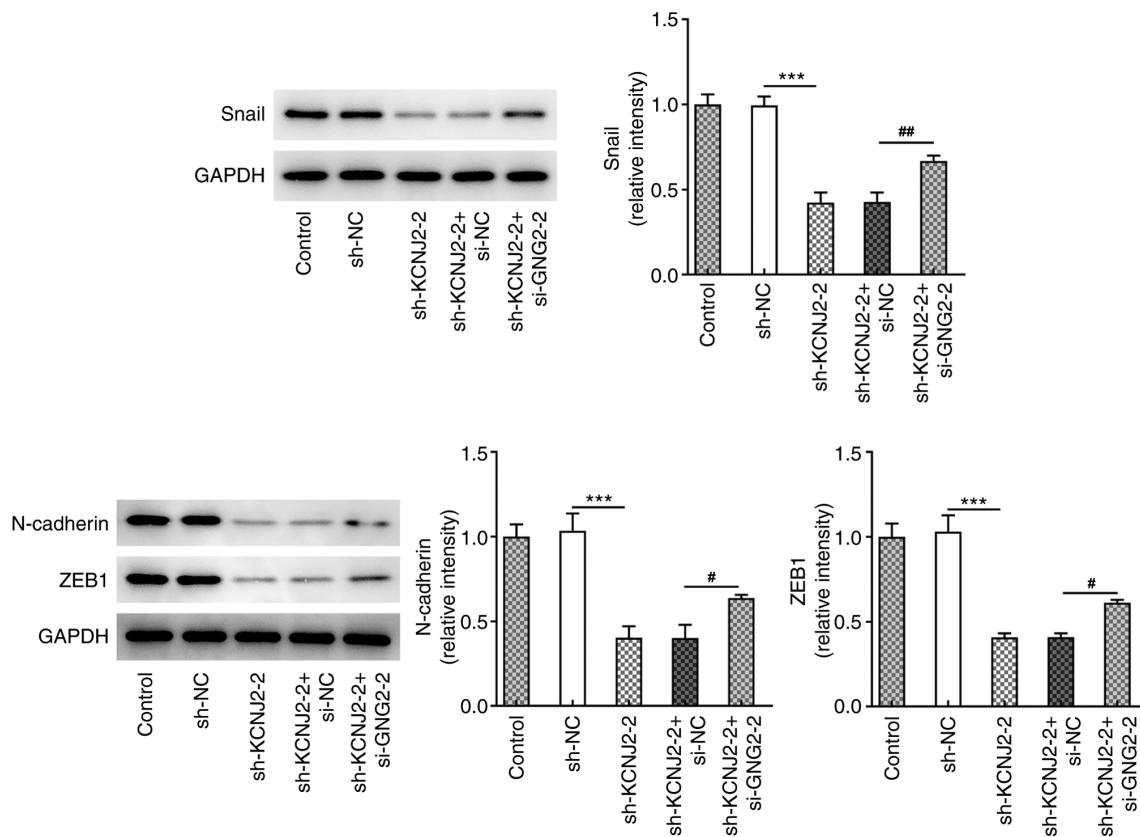 Snail
GAPDH
Control
sh-NC
sh-KCNJ2-2
sh-KCNJ2-2+
si-NC
sh-KCNJ2-2+
si-GNG2-2
Snail
(relative intensity)
1.5
1.0
0.5
0.0
***
##
Control
sh-NC
sh-KCNJ2-2
sh-KCNJ2-2+
si-NC
sh-KCNJ2-2+
si-GNG2-2
N-cadherin
ZEB1
GAPDH
Control
sh-NC
sh-KCNJ2-2
sh-KCNJ2-2+
si-NC
sh-KCNJ2-2+
si-GNG2-2
N-cadherin
(relative intensity)
1.5
1.0
0.5
0.0
***
#
Control
sh-NC
sh-KCNJ2-2
sh-KCNJ2-2+
si-NC
sh-KCNJ2-2+
si-GNG2-2
ZEB1
(relative intensity)
1.5
1.0
0.5
0.0
***
#
Control
sh-NC
sh-KCNJ2-2
sh-KCNJ2-2+
si-NC
sh-KCNJ2-2+
si-GNG2-2